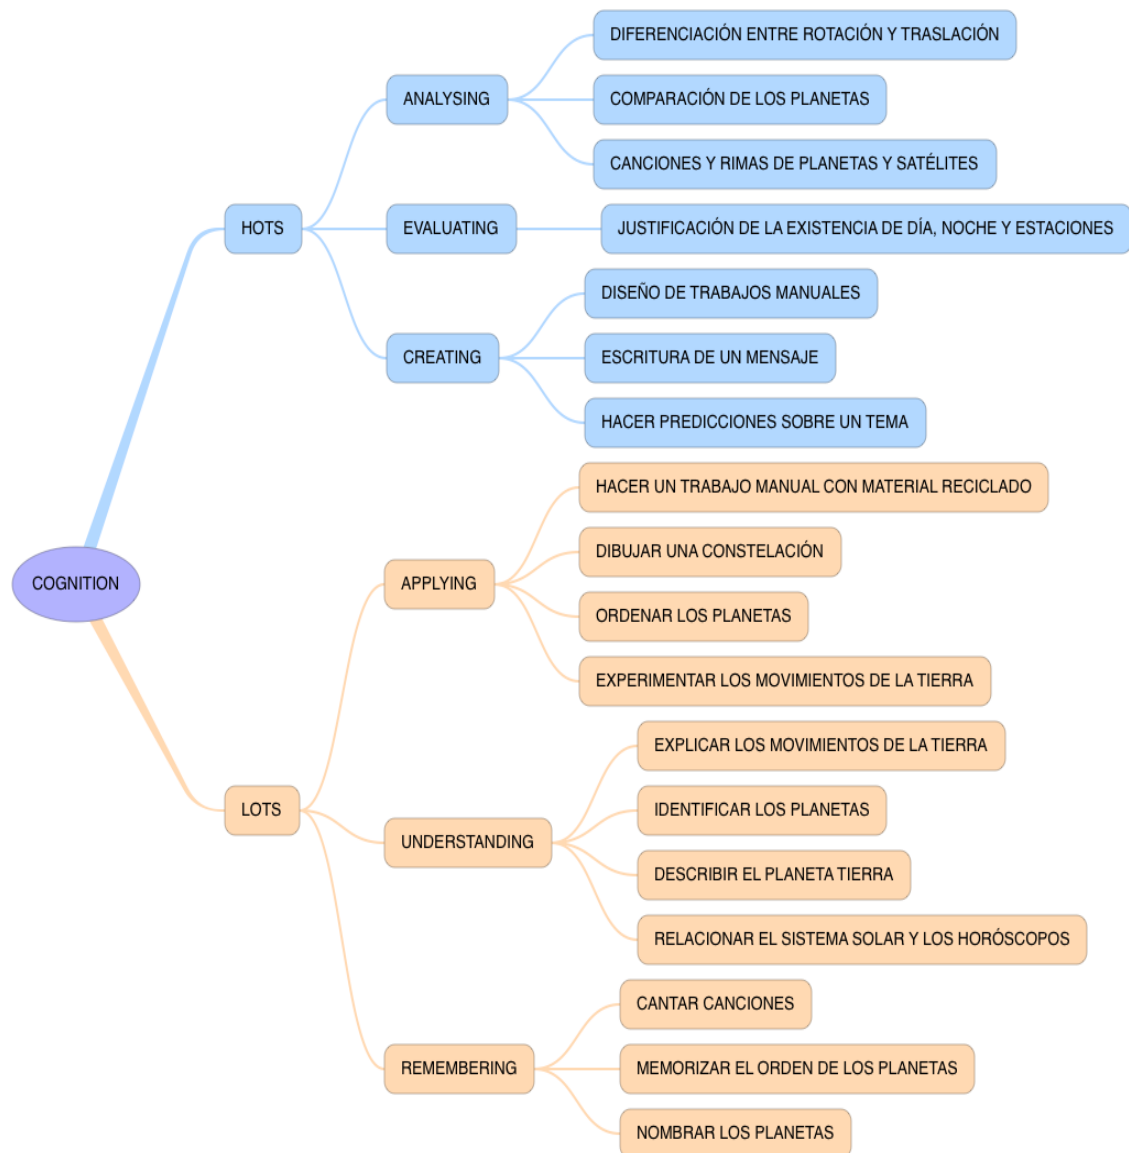 DIFERENCIACIÓN ENTRE ROTACIÓN Y TRASLACIÓN
ANALYSING
COMPARACIÓN DE LOS PLANETAS
CANCIONES Y RIMAS DE PLANETAS Y SATÉLITES
HOTS
EVALUATING
JUSTIFICACIÓN DE LA EXISTENCIA DE DÍA, NOCHE Y ESTACIONES
DISEÑO DE TRABAJOS MANUALES
CREATING
ESCRITURA DE UN MENSAJE
HACER PREDICCIONES SOBRE UN TEMA
COGNITION
HACER UN TRABAJO MANUAL CON MATERIAL RECICLADO
DIBUJAR UNA CONSTELACIÓN
APPLYING
ORDENAR LOS PLANETAS
EXPERIMENTAR LOS MOVIMIENTOS DE LA TIERRA
LOTS
EXPLICAR LOS MOVIMIENTOS DE LA TIERRA
IDENTIFICAR LOS PLANETAS
UNDERSTANDING
DESCRIBIR EL PLANETA TIERRA
RELACIONAR EL SISTEMA SOLAR Y LOS HORÓSCOPOS
CANTAR CANCIONES
REMEMBERING
MEMORIZAR EL ORDEN DE LOS PLANETAS
NOMBRAR LOS PLANETAS